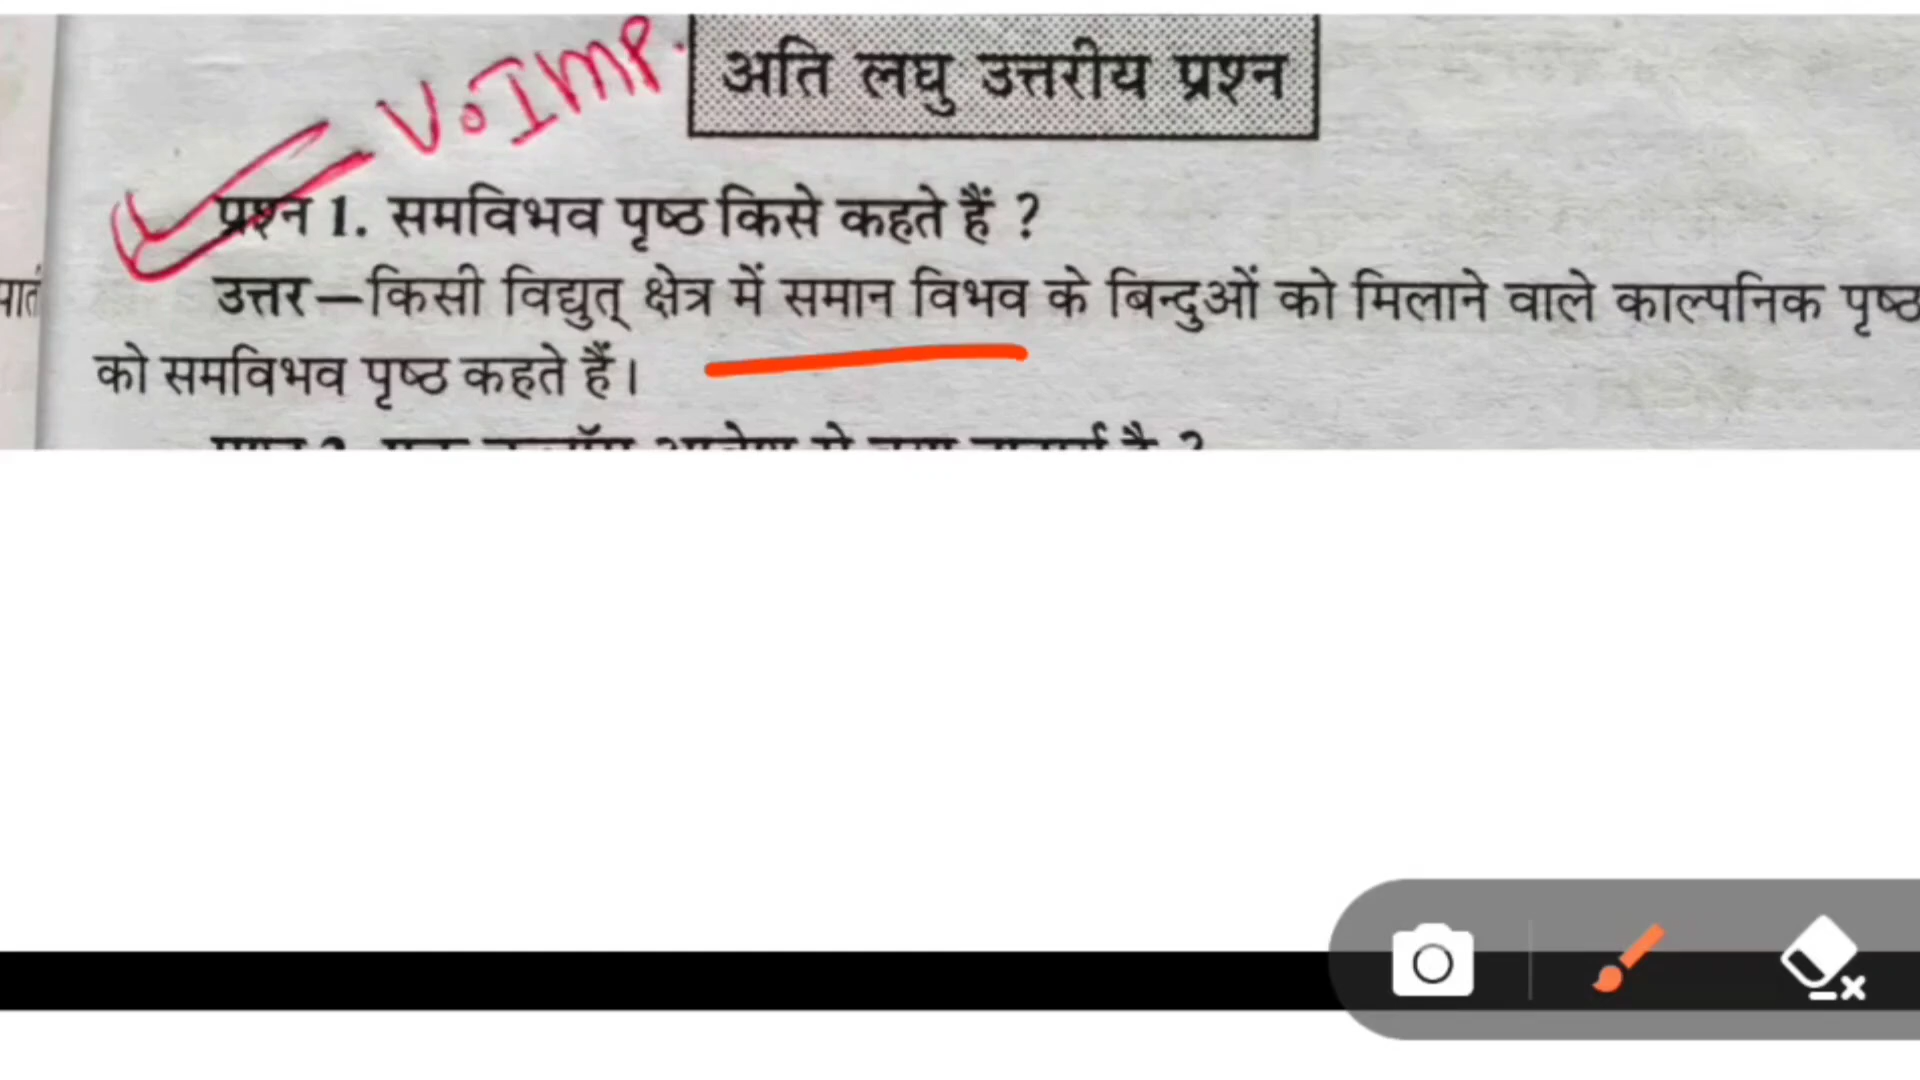 अति लघु उत्तरीय प्रश्न
V.IMP.
प्रश्न 1. समविभव पृष्ठ किसे कहते हैं ?
उत्तर—किसी विद्युत् क्षेत्र में समान विभव के बिन्दुओं को मिलाने वाले काल्पनिक पृष्ठ
को समविभव पृष्ठ कहते हैं।